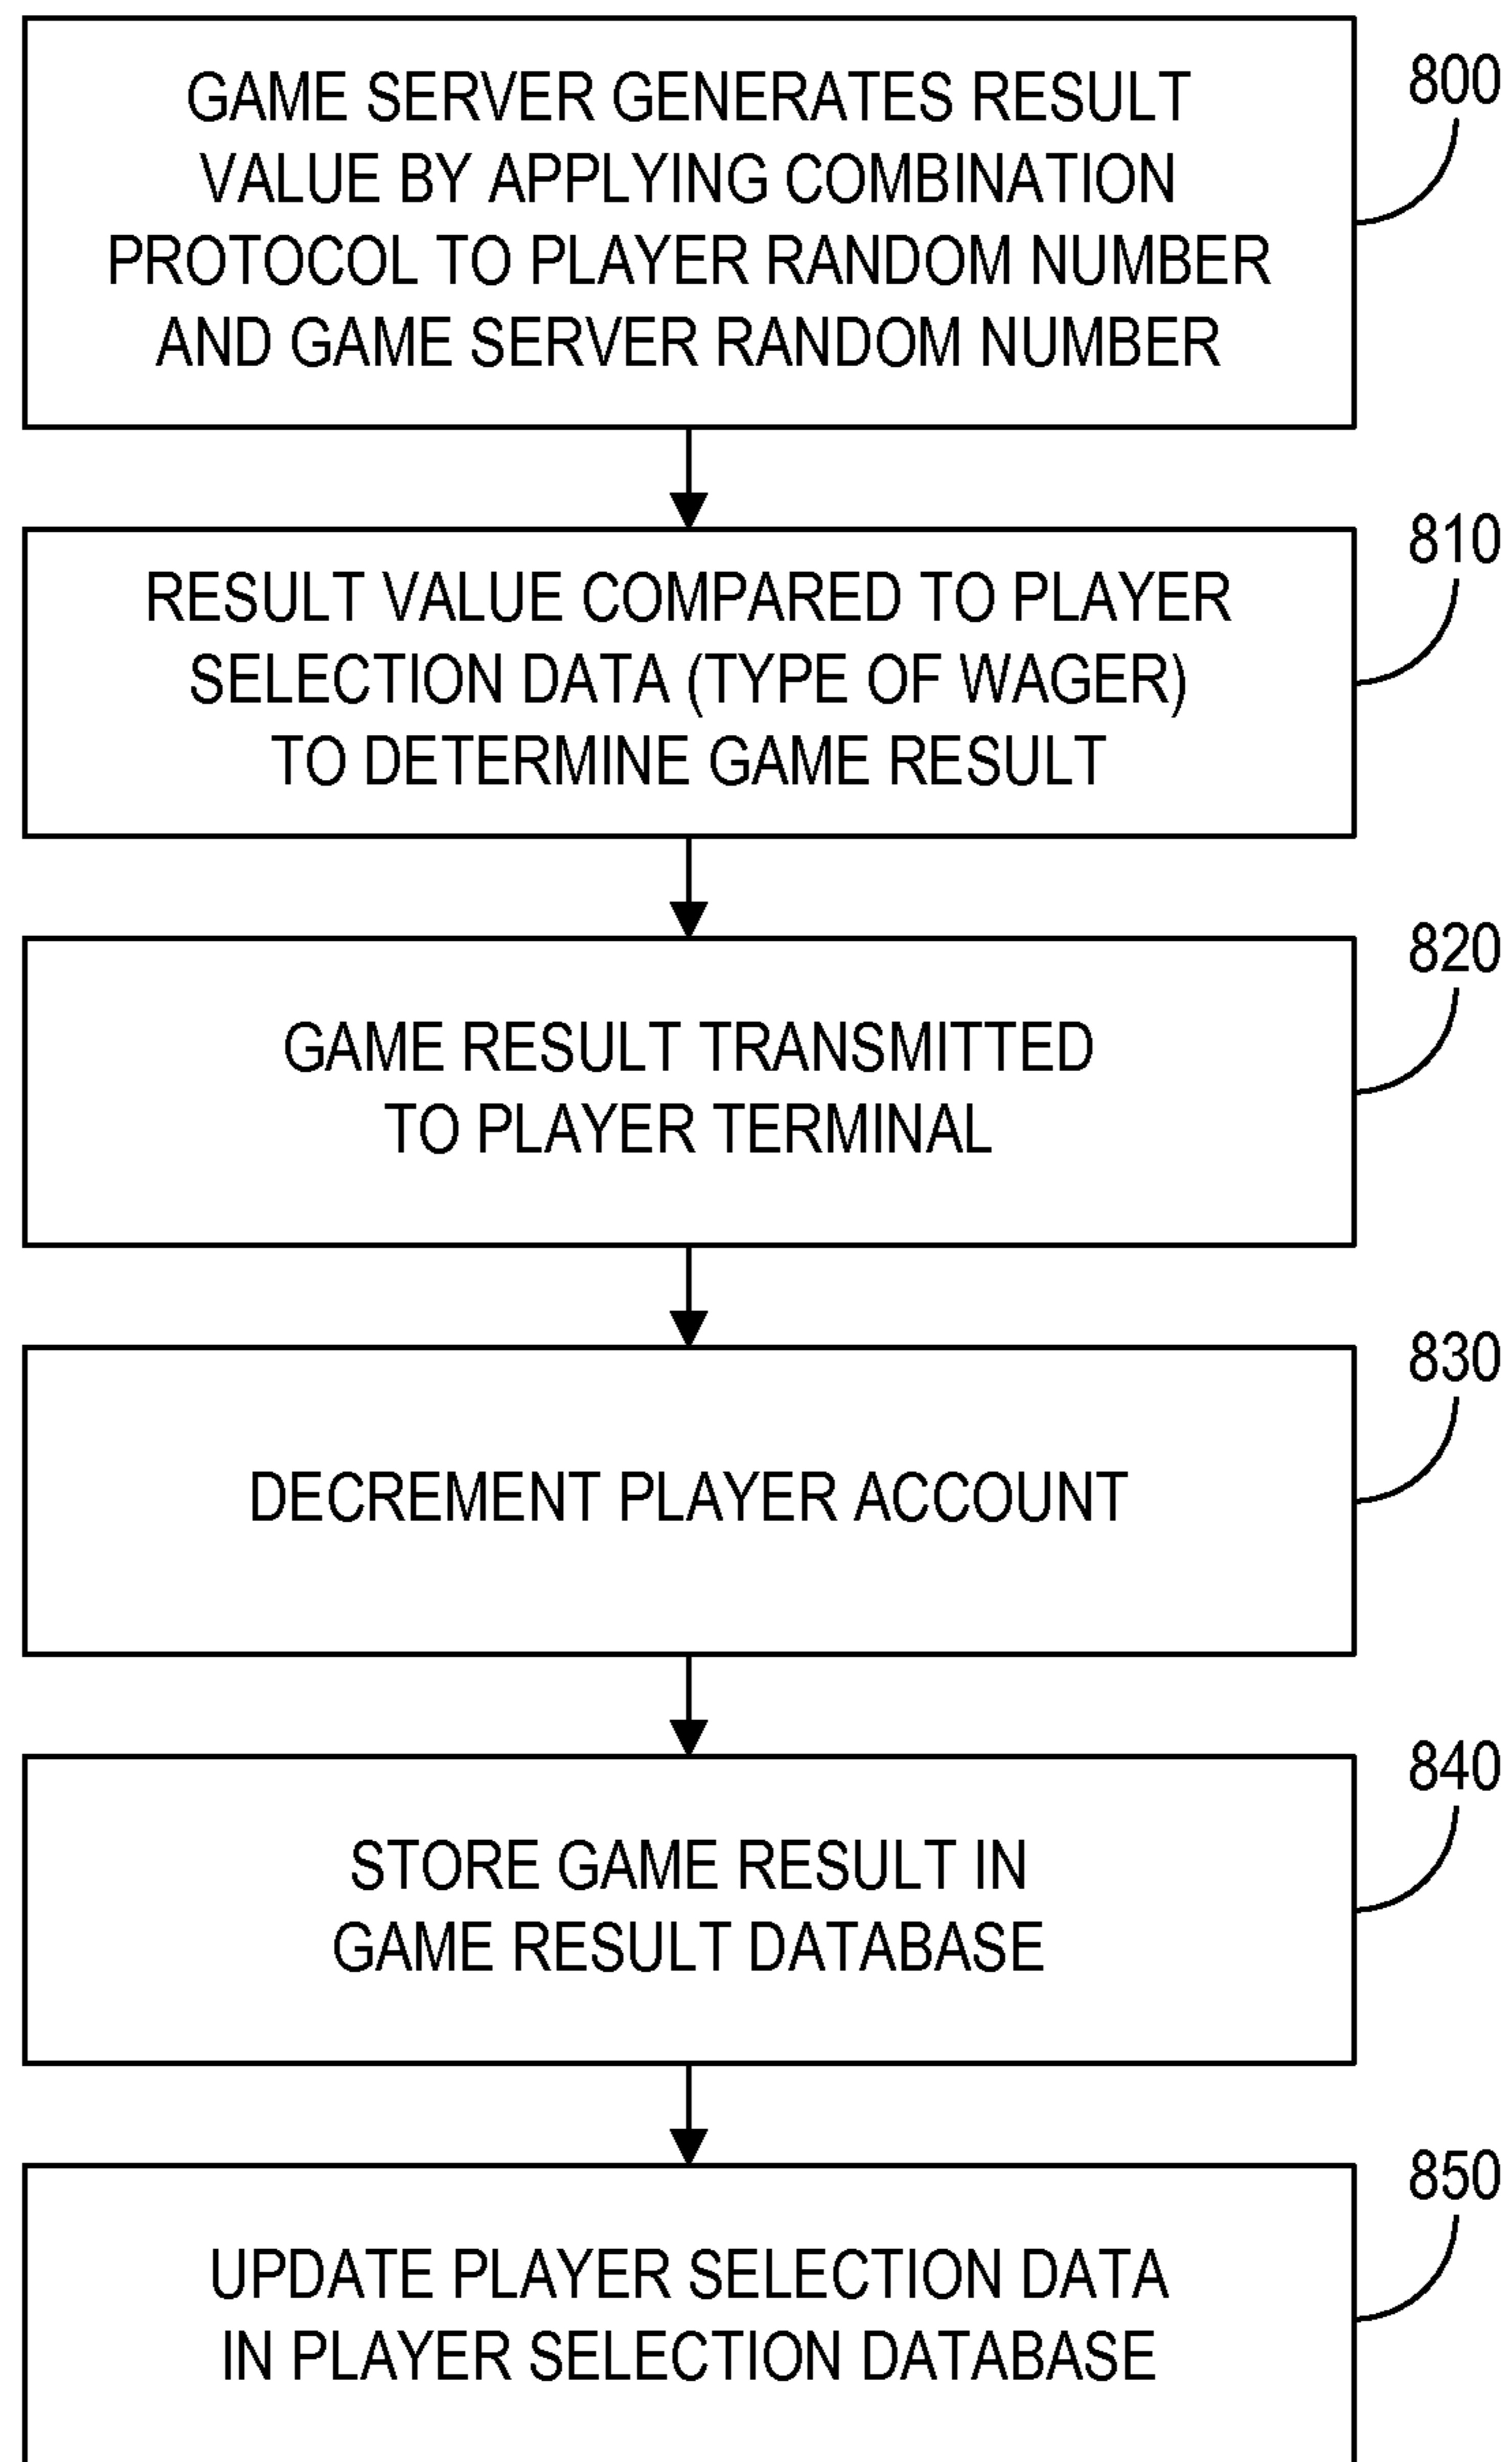 GAME SERVER GENERATES RESULT
VALUE BY APPLYING COMBINATION
PROTOCOL TO PLAYER RANDOM NUMBER
AND GAME SERVER RANDOM NUMBER
800
RESULT VALUE COMPARED TO PLAYER
SELECTION DATA (TYPE OF WAGER)
TO DETERMINE GAME RESULT
810
GAME RESULT TRANSMITTED
TO PLAYER TERMINAL
820
DECREMENT PLAYER ACCOUNT
830
STORE GAME RESULT IN
GAME RESULT DATABASE
840
UPDATE PLAYER SELECTION DATA
IN PLAYER SELECTION DATABASE
850